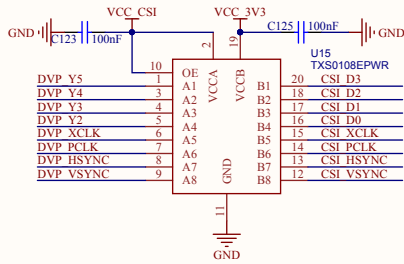 VCC_CSI VCC_3V3
GND C123 100nF C125 100nF GND
U15
TXS0108EPWR
2 19
10 OE VCCA VCCB
DVP_Y5 1 A1 B1 20 CSI_D3
DVP_Y4 3 A2 B2 18 CSI_D2
DVP_Y3 4 A3 B3 17 CSI_D1
DVP_Y2 5 A4 B4 16 CSI_D0
DVP_XCLK 6 A5 B5 15 CSI_XCLK
DVP_PCLK 7 A6 B6 14 CSI_PCLK
DVP_HSYNC 8 A7 B7 13 CSI_HSYNC
DVP_VSYNC 9 A8 GND B8 12 CSI_VSYNC
11
GND